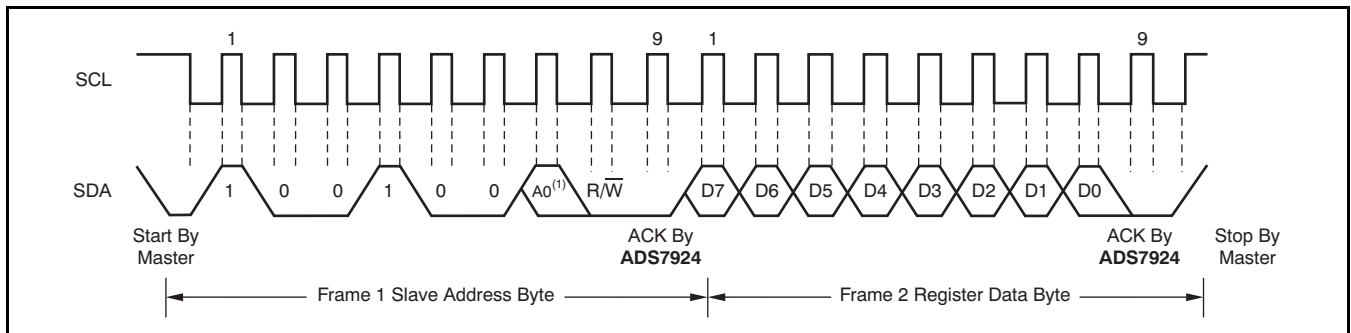 1 9 1 9
SCL
SDA 1 0 0 1 0 0 A0(1) R/W D7 D6 D5 D4 D3 D2 D1 D0
Start By
Master
ACK By
ADS7924
ACK By
ADS7924
Stop By
Master
Frame 1 Slave Address Byte
Frame 2 Register Data Byte